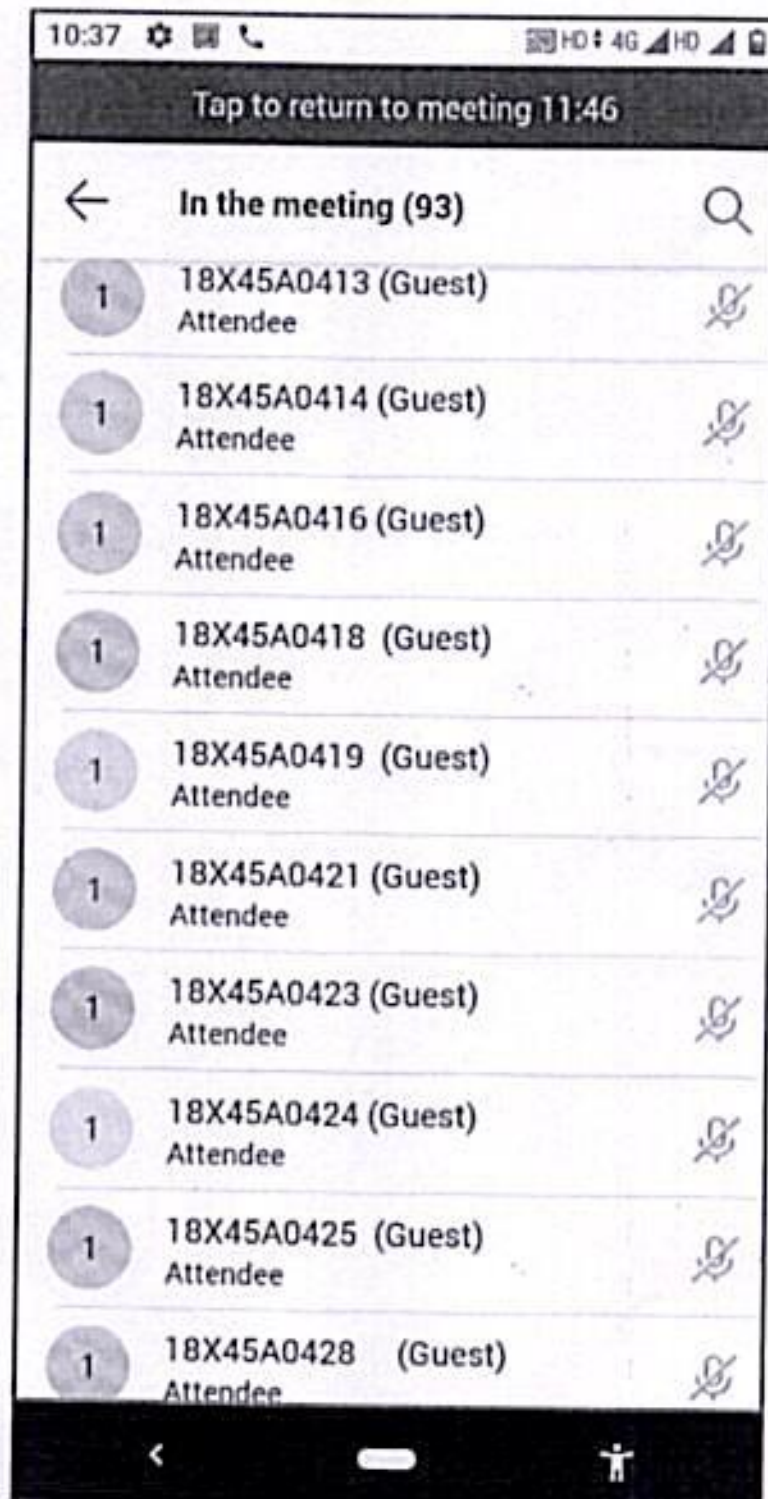 10:37 HD 4G HD
Tap to return to meeting 11:46
In the meeting (93)
1 18X45A0413 (Guest)
Attendee
1 18X45A0414 (Guest)
Attendee
1 18X45A0416 (Guest)
Attendee
1 18X45A0418 (Guest)
Attendee
1 18X45A0419 (Guest)
Attendee
1 18X45A0421 (Guest)
Attendee
1 18X45A0423 (Guest)
Attendee
1 18X45A0424 (Guest)
Attendee
1 18X45A0425 (Guest)
Attendee
1 18X45A0428 (Guest)
Attendee